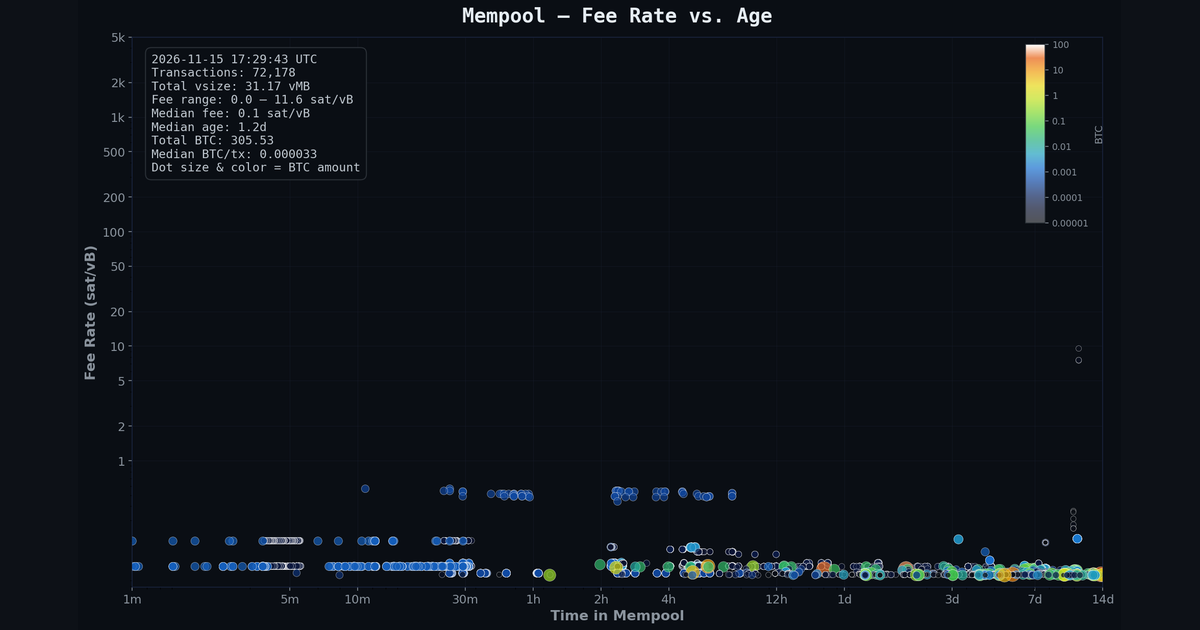 Mempool — Fee Rate vs. Age
2026-11-15 17:29:43 UTC
Transactions: 72,178
Total vsize: 31.17 vMB
Fee range: 0.0 — 11.6 sat/vB
Median fee: 0.1 sat/vB
Median age: 1.2d
Total BTC: 305.53
Median BTC/tx: 0.000033
Dot size & color = BTC amount
5k
2k
1k
500
200
100
50
20
10
5
2
1
Fee Rate (sat/vB)
100
10
1
0.1
0.01
0.001
0.0001
0.00001
BTC
1m
5m
10m
30m
1h
2h
4h
12h
1d
3d
7d
14d
Time in Mempool